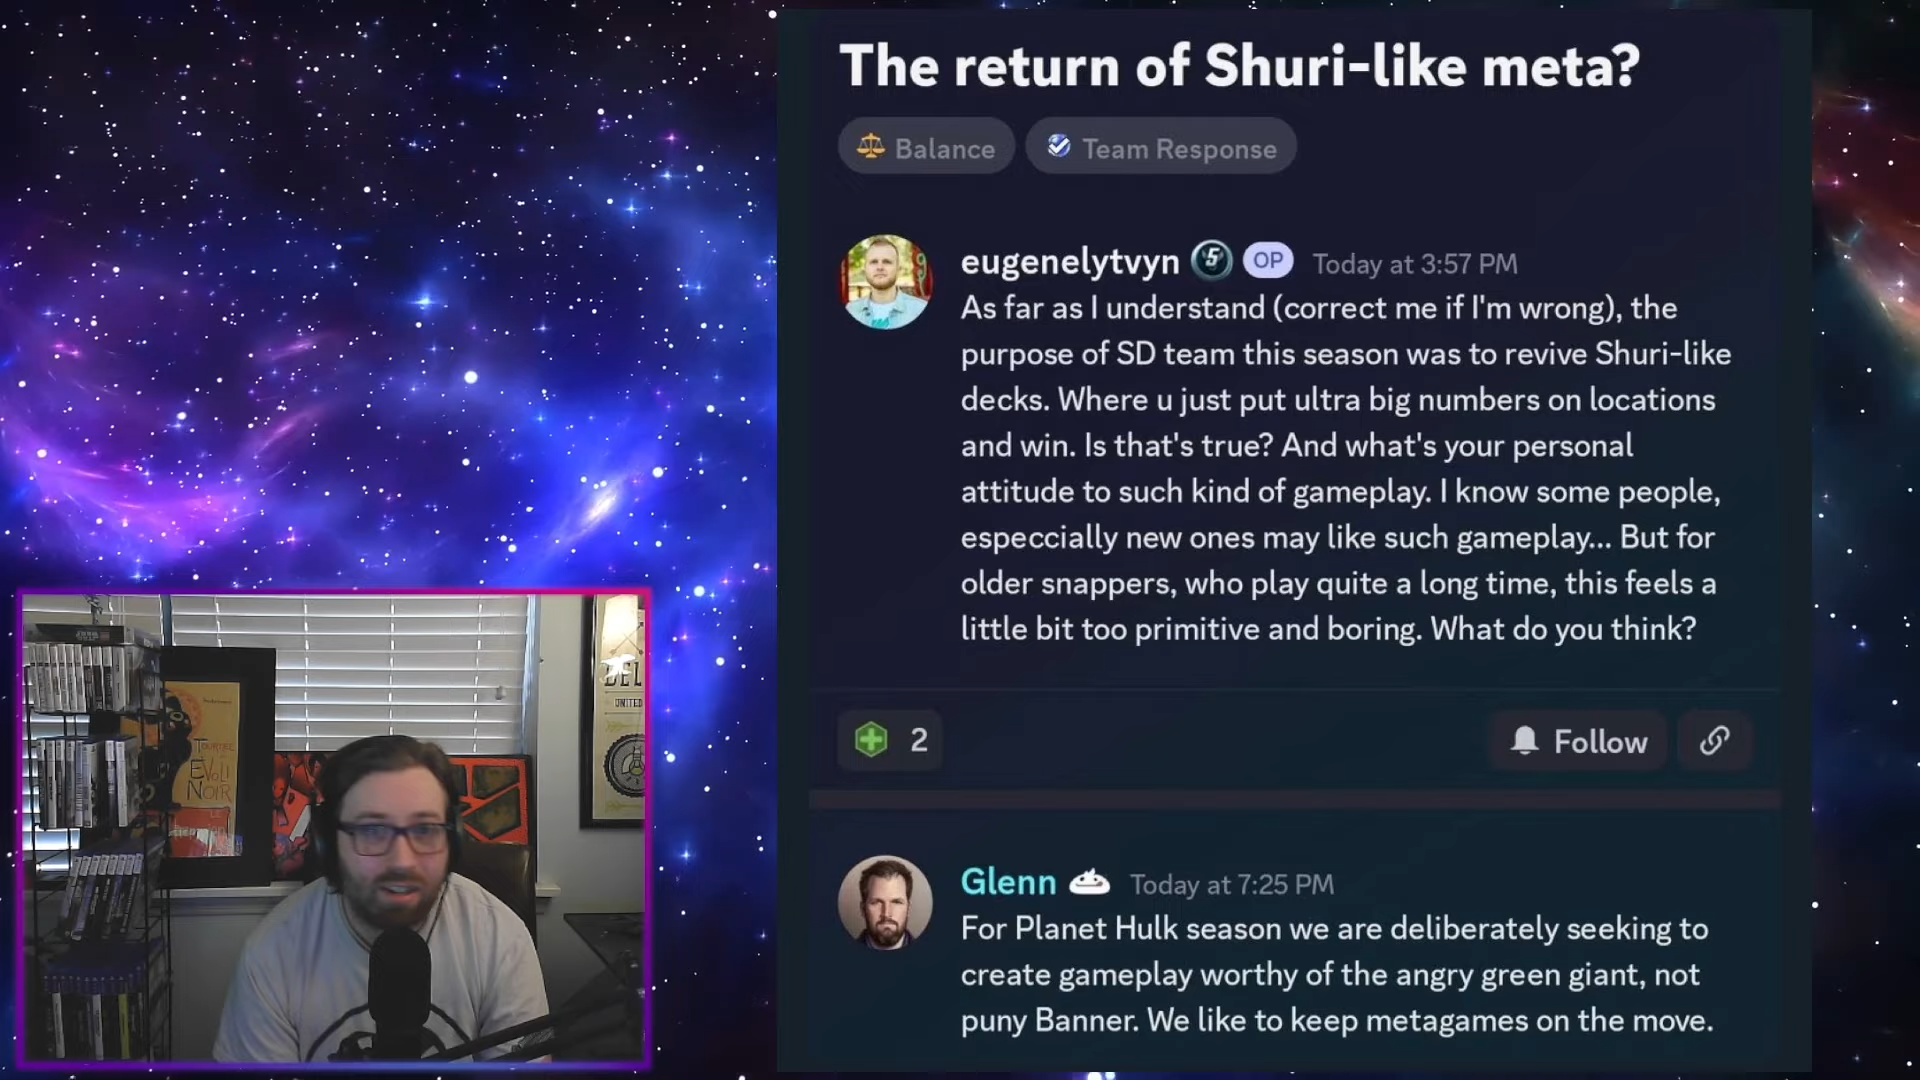 The return of Shuri-like meta?
Balance
Team Response
eugenelytvyn OP Today at 3:57 PM
As far as I understand (correct me if I'm wrong), the
purpose of SD team this season was to revive Shuri-like
decks. Where u just put ultra big numbers on locations
and win. Is that's true? And what's your personal
attitude to such kind of gameplay. I know some people,
especcially new ones may like such gameplay... But for
older snappers, who play quite a long time, this feels a
little bit too primitive and boring. What do you think?
2
Follow
Glenn Today at 7:25 PM
For Planet Hulk season we are deliberately seeking to
create gameplay worthy of the angry green giant, not
puny Banner. We like to keep metagames on the move.
TOURNÉE
NOIR
UNITED